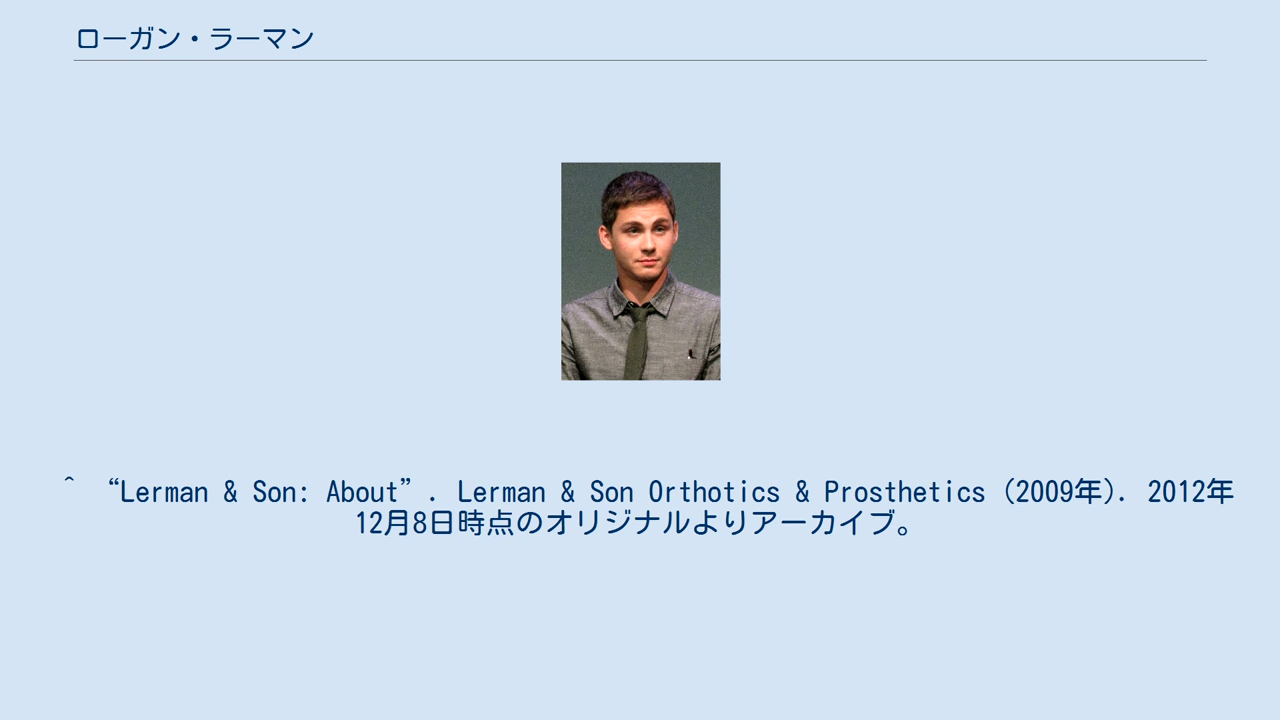 ローガン・ラーマン
^ “Lerman & Son: About”. Lerman & Son Orthotics & Prosthetics (2009年). 2012年
12月8日時点のオリジナルよりアーカイブ。